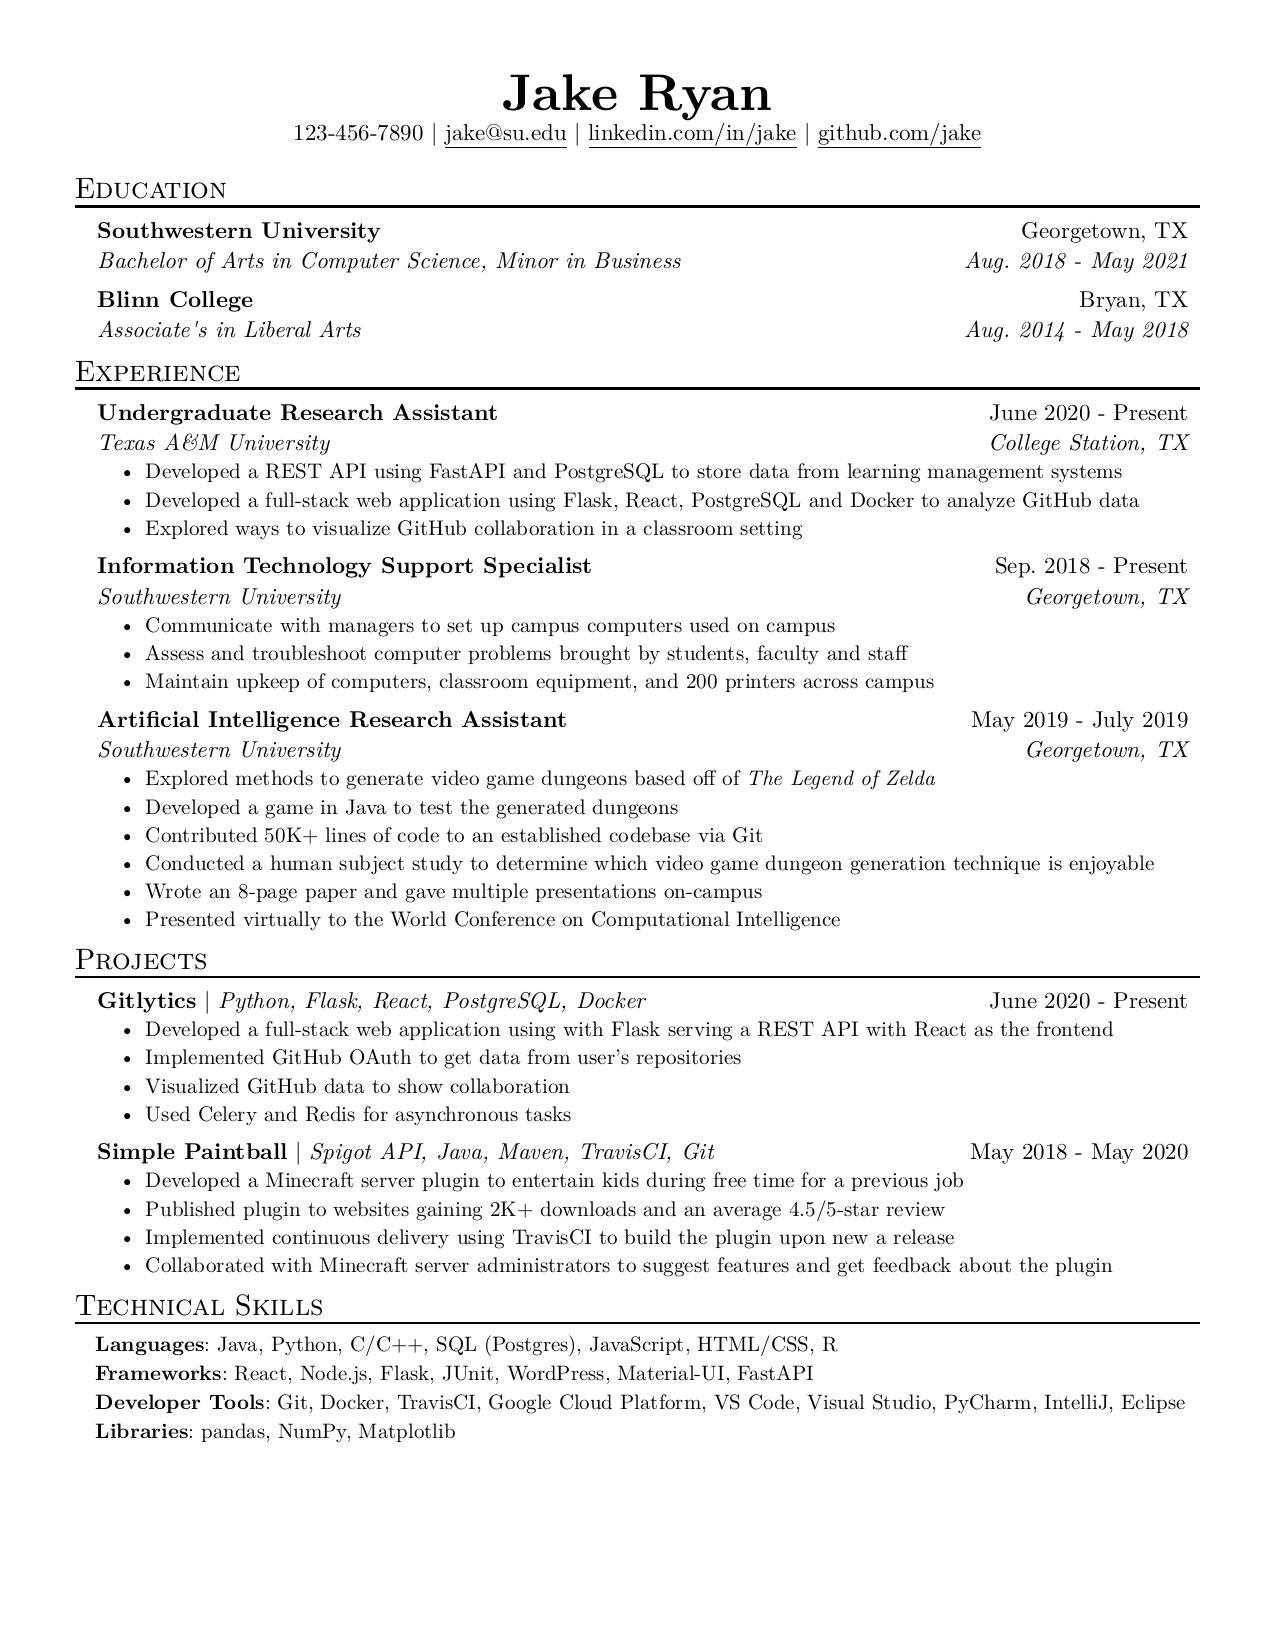 Jake Ryan
123-456-7890 | jake@su.edu | linkedin.com/in/jake | github.com/jake
Education
Southwestern University Georgetown, TX
Bachelor of Arts in Computer Science, Minor in Business Aug. 2018 - May 2021
Blinn College Bryan, TX
Associate's in Liberal Arts Aug. 2014 - May 2018
Experience
Undergraduate Research Assistant June 2020 - Present
Texas A&M University College Station, TX
• Developed a REST API using FastAPI and PostgreSQL to store data from learning management systems
• Developed a full-stack web application using Flask, React, PostgreSQL and Docker to analyze GitHub data
• Explored ways to visualize GitHub collaboration in a classroom setting
Information Technology Support Specialist Sep. 2018 - Present
Southwestern University Georgetown, TX
• Communicate with managers to set up campus computers used on campus
• Assess and troubleshoot computer problems brought by students, faculty and staff
• Maintain upkeep of computers, classroom equipment, and 200 printers across campus
Artificial Intelligence Research Assistant May 2019 - July 2019
Southwestern University Georgetown, TX
• Explored methods to generate video game dungeons based off of The Legend of Zelda
• Developed a game in Java to test the generated dungeons
• Contributed 50K+ lines of code to an established codebase via Git
• Conducted a human subject study to determine which video game dungeon generation technique is enjoyable
• Wrote an 8-page paper and gave multiple presentations on-campus
• Presented virtually to the World Conference on Computational Intelligence
Projects
Gitlytics | Python, Flask, React, PostgreSQL, Docker June 2020 - Present
• Developed a full-stack web application using with Flask serving a REST API with React as the frontend
• Implemented GitHub OAuth to get data from user's repositories
• Visualized GitHub data to show collaboration
• Used Celery and Redis for asynchronous tasks
Simple Paintball | Spigot API, Java, Maven, TravisCI, Git May 2018 - May 2020
• Developed a Minecraft server plugin to entertain kids during free time for a previous job
• Published plugin to websites gaining 2K+ downloads and an average 4.5/5-star review
• Implemented continuous delivery using TravisCI to build the plugin upon new a release
• Collaborated with Minecraft server administrators to suggest features and get feedback about the plugin
Technical Skills
Languages: Java, Python, C/C++, SQL (Postgres), JavaScript, HTML/CSS, R
Frameworks: React, Node.js, Flask, JUnit, WordPress, Material-UI, FastAPI
Developer Tools: Git, Docker, TravisCI, Google Cloud Platform, VS Code, Visual Studio, PyCharm, IntelliJ, Eclipse
Libraries: pandas, NumPy, Matplotlib